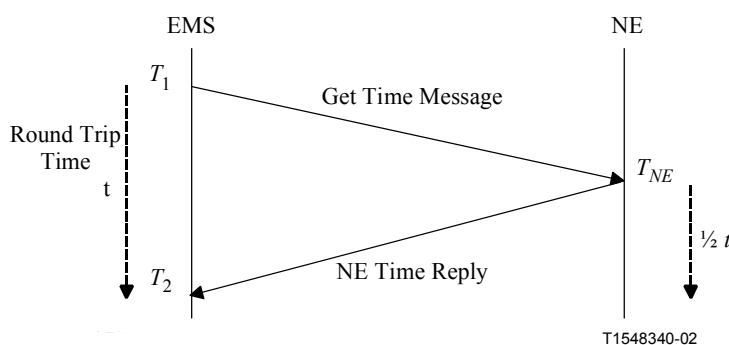 EMS
NE
T1
Get Time Message
Round Trip
Time
t
TNE
½ t
T2
NE Time Reply
T1548340-02